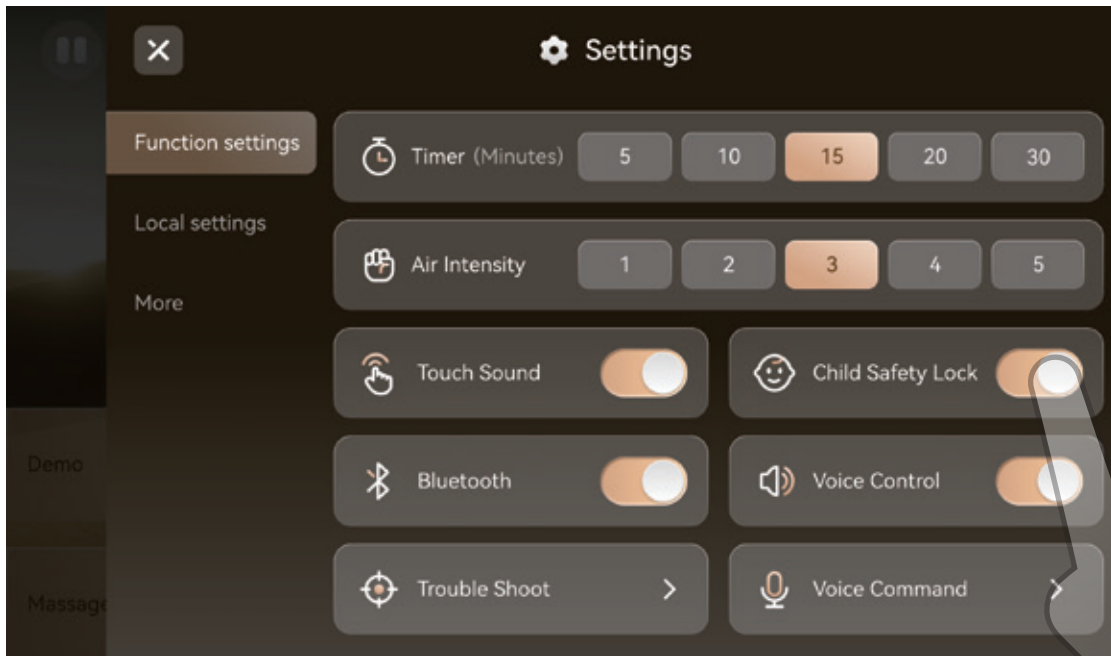 Settings
Function settings
Local settings
More
Timer (Minutes) 5 10 15 20 30
Air Intensity 1 2 3 4 5
Touch Sound
Child Safety Lock
Bluetooth
Voice Control
Trouble Shoot
Voice Command
Demo
Massage